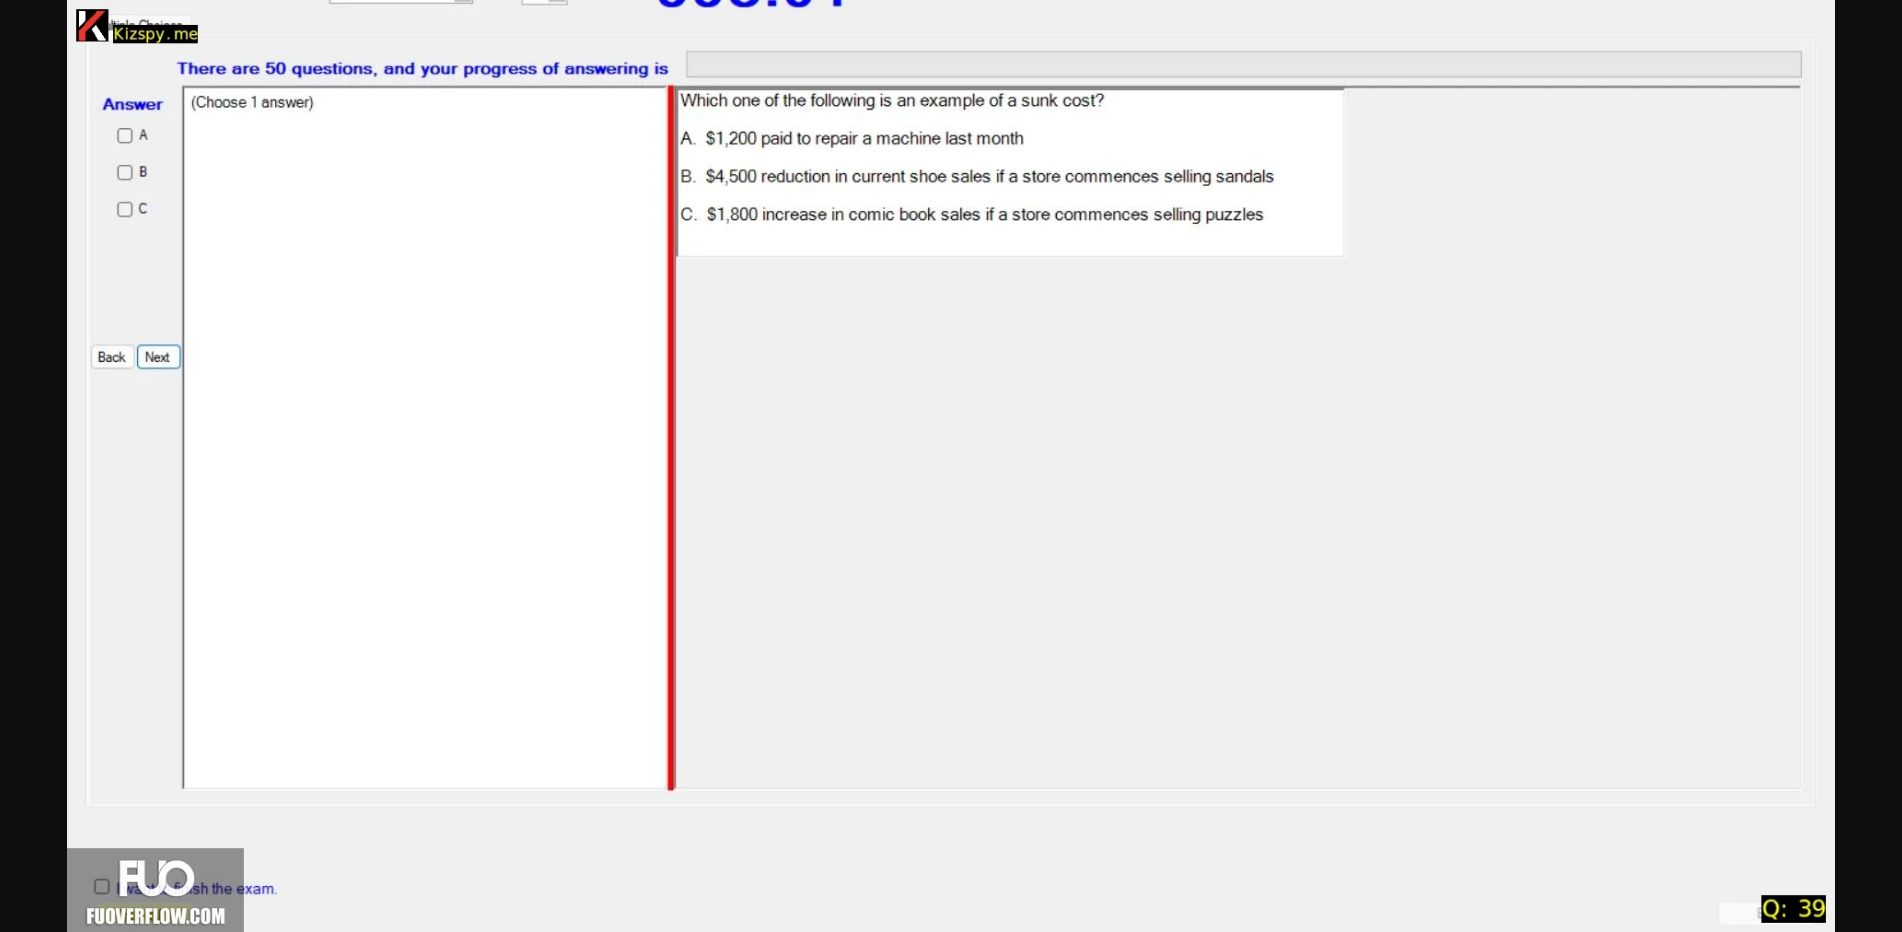 Kizspy.me
There are 50 questions, and your progress of answering is
Answer
(Choose 1 answer)
A
B
C
Back
Next
Which one of the following is an example of a sunk cost?
A. $1,200 paid to repair a machine last month
B. $4,500 reduction in current shoe sales if a store commences selling sandals
C. $1,800 increase in comic book sales if a store commences selling puzzles
FUO
the exam.
FUOVERFLOW.COM
Q: 39